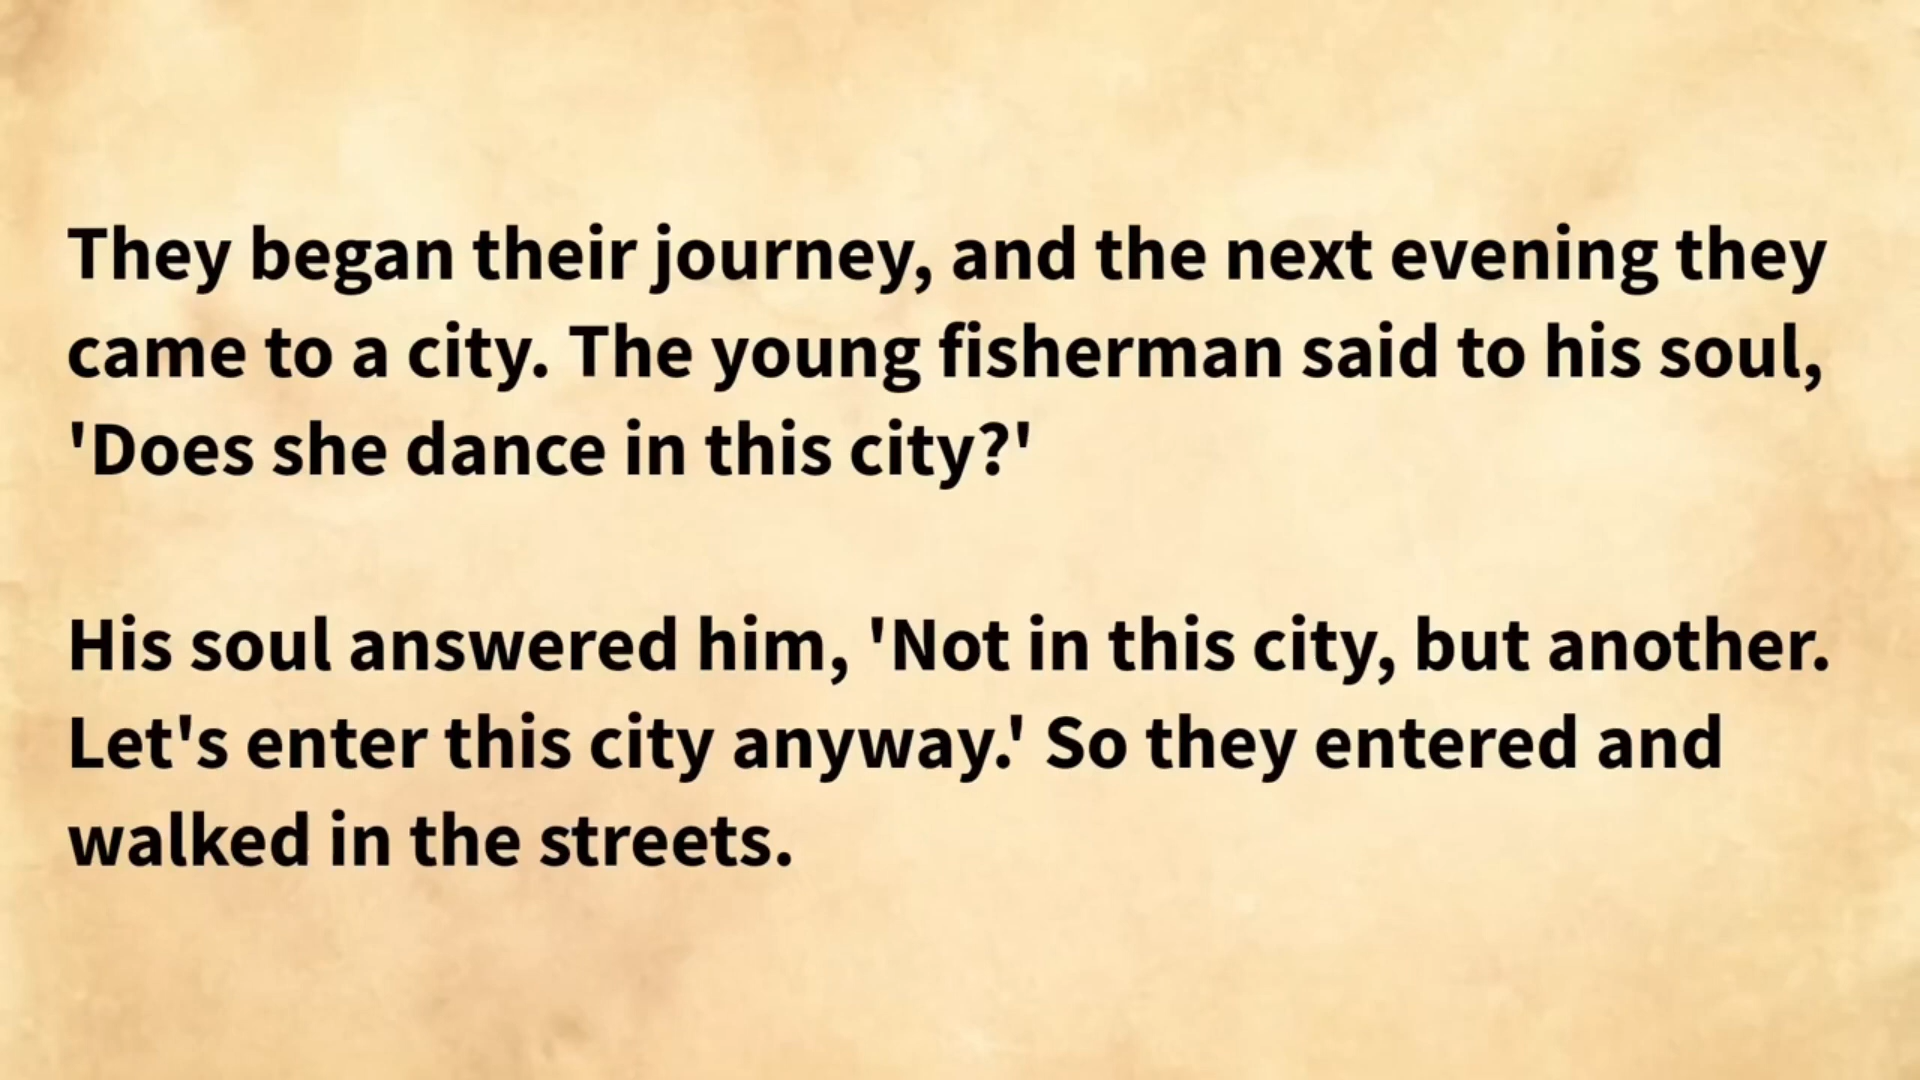 They began their journey, and the next evening they
came to a city. The young fisherman said to his soul,
'Does she dance in this city?'
His soul answered him, 'Not in this city, but another.
Let's enter this city anyway.' So they entered and
walked in the streets.